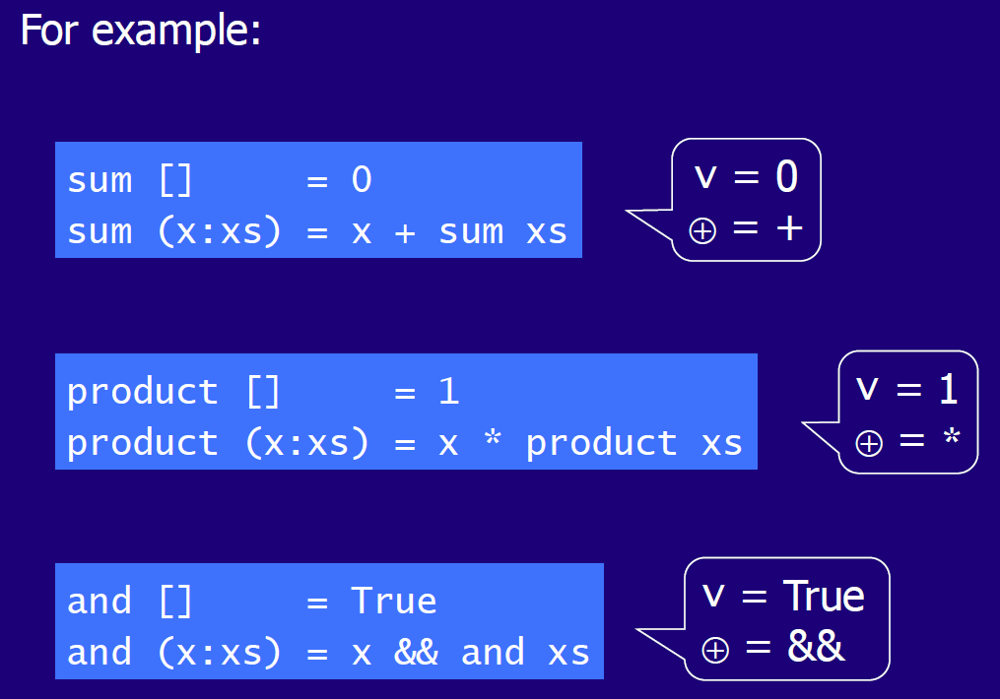 For example:
sum []     = 0
sum (x:xs) = x + sum xs
v = 0
⊕ = +
product []     = 1
product (x:xs) = x * product xs
v = 1
⊕ = *
and []     = True
and (x:xs) = x && and xs
v = True
⊕ = &&